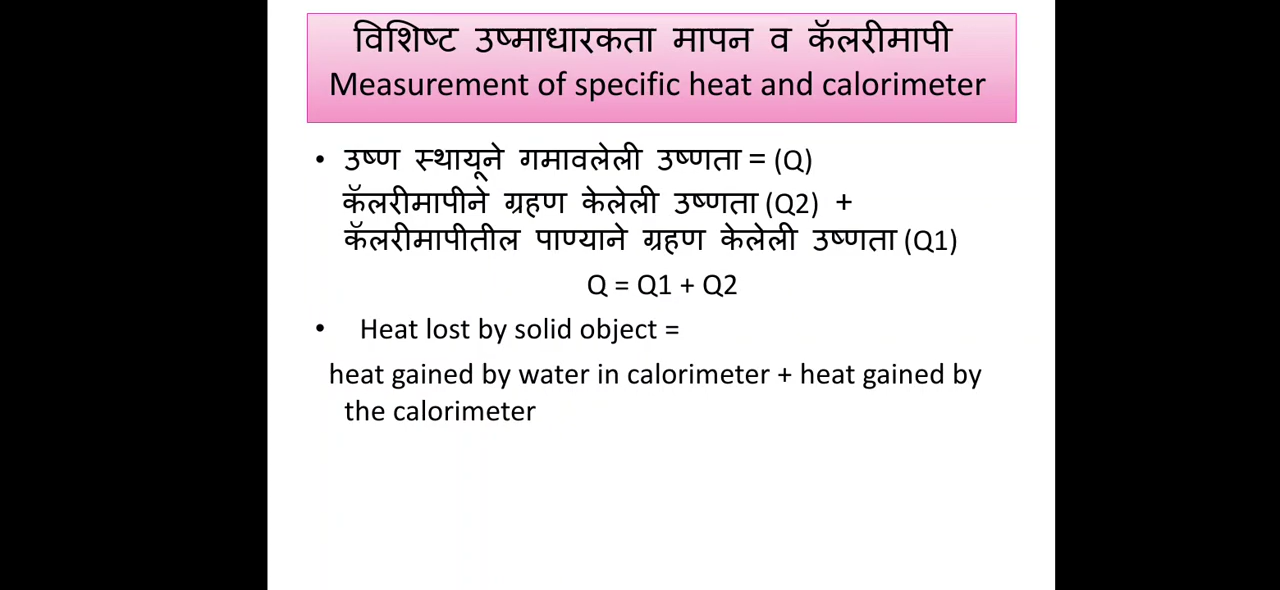 विशिष्ट उष्माधारकता मापन व कॅलरीमापी
Measurement of specific heat and calorimeter
• उष्ण स्थायूने गमावलेली उष्णता = (Q)
कॅलरीमापीने ग्रहण केलेली उष्णता (Q2) +
कॅलरीमापीतील पाण्याने ग्रहण केलेली उष्णता (Q1)
Q = Q1 + Q2
• Heat lost by solid object =
heat gained by water in calorimeter + heat gained by
the calorimeter